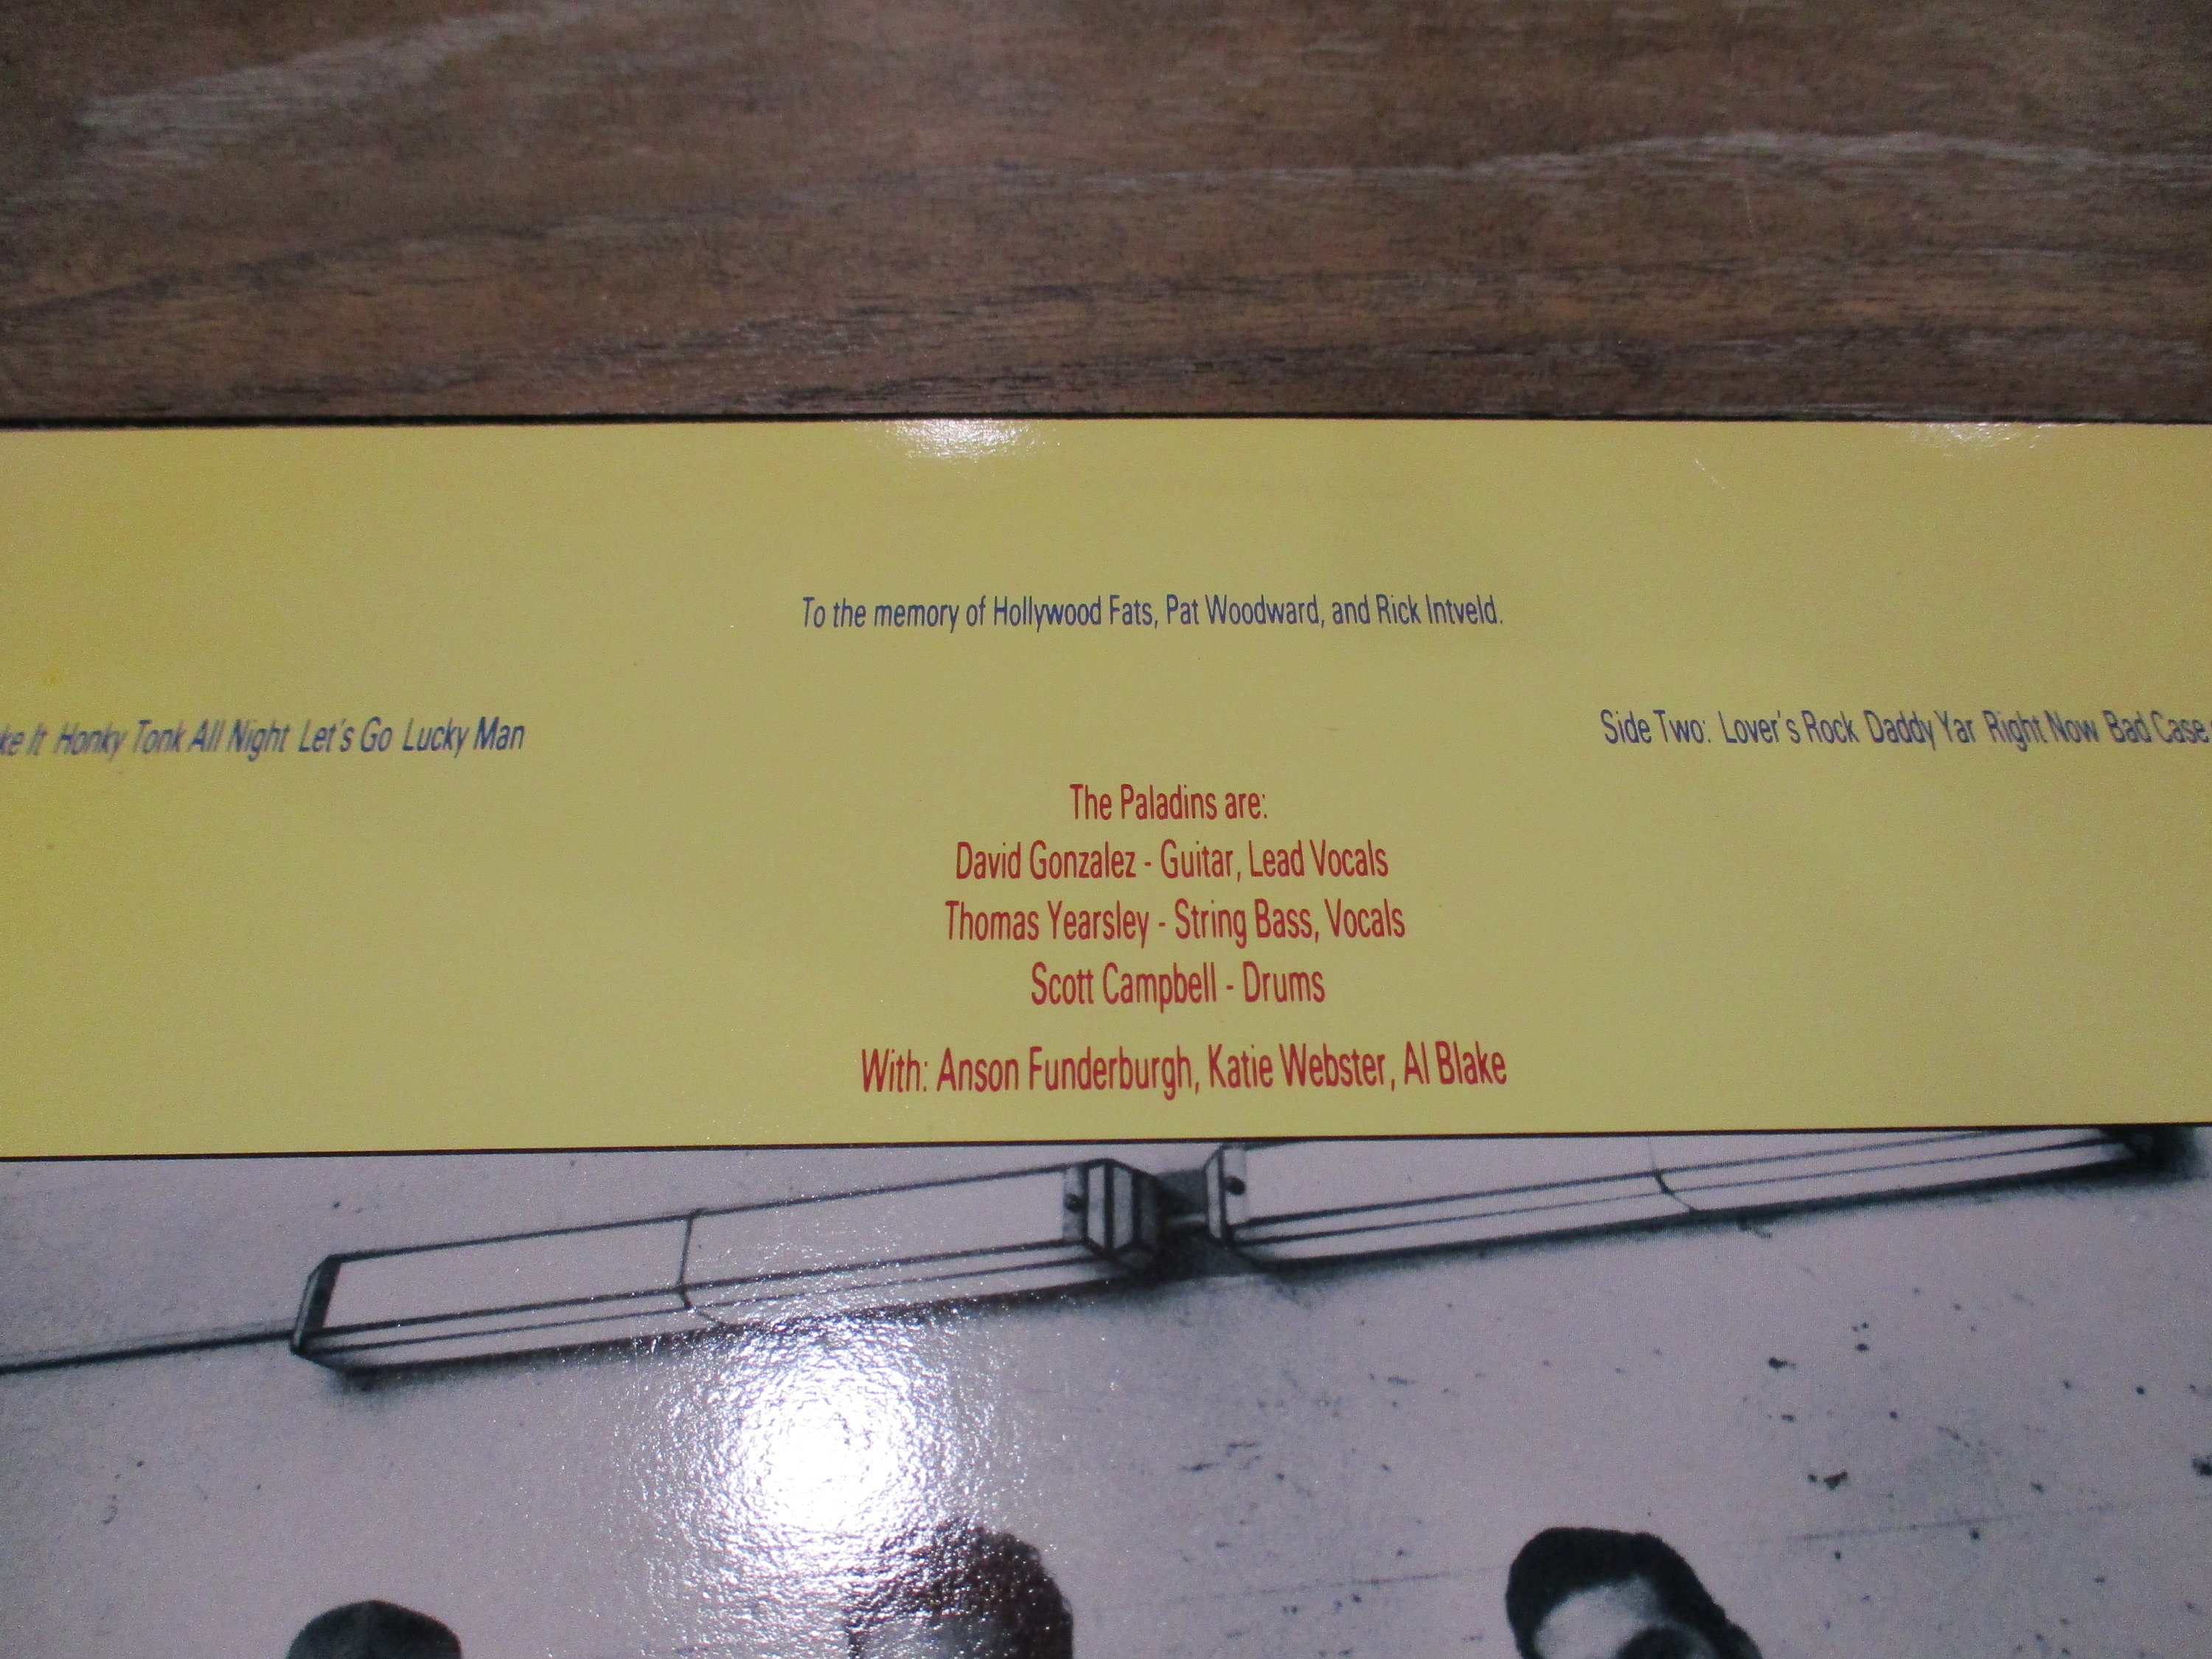 To the memory of Hollywood Fats, Pat Woodward, and Rick Intveld.
It Honky Tonk All Night Let's Go Lucky Man
Side Two: Lover's Rock Daddy Yar Right Now Bad Case
The Paladins are:
David Gonzalez - Guitar, Lead Vocals
Thomas Yearsley - String Bass, Vocals
Scott Campbell - Drums
With: Anson Funderburgh, Katie Webster, Al Blake